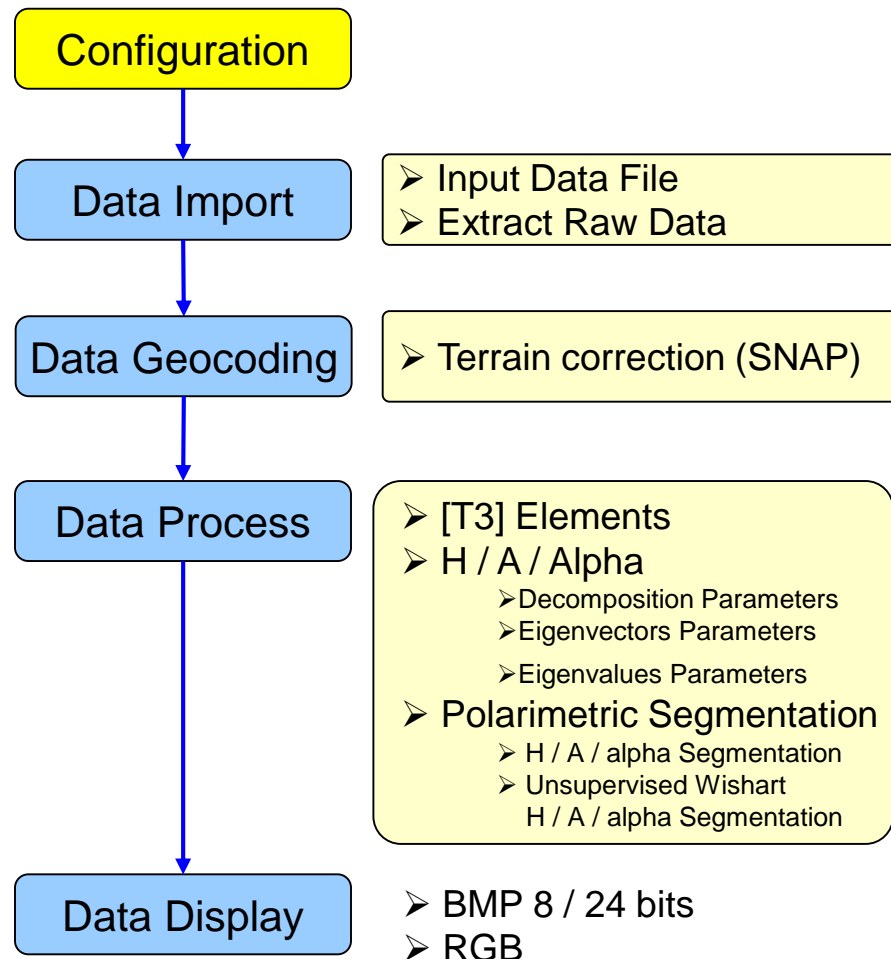 Configuration
Data Import
➢ Input Data File
➢ Extract Raw Data
Data Geocoding
➢ Terrain correction (SNAP)
Data Process
➢ [T3] Elements
➢ H / A / Alpha
➢Decomposition Parameters
➢Eigenvectors Parameters
➢Eigenvalues Parameters
➢ Polarimetric Segmentation
➢ H / A / alpha Segmentation
➢ Unsupervised Wishart
H / A / alpha Segmentation
Data Display
➢ BMP 8 / 24 bits
➢ RGB